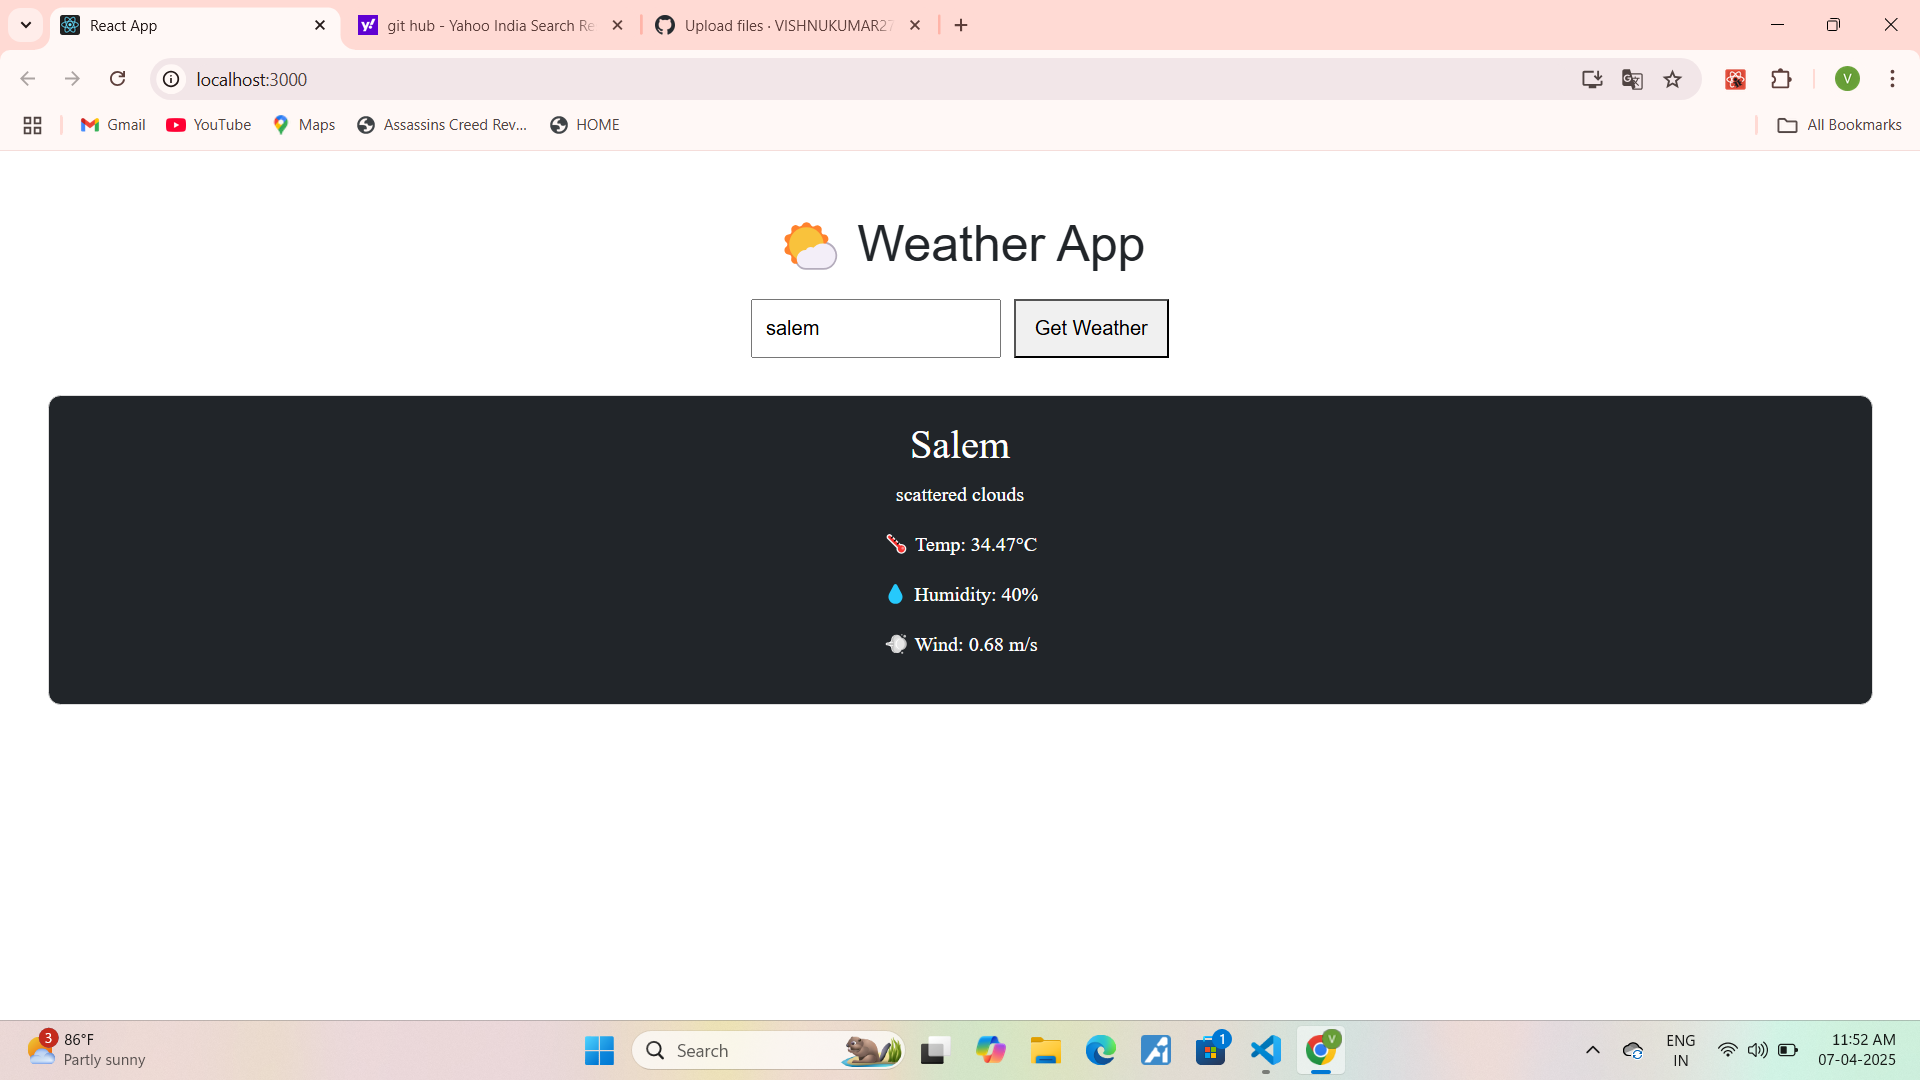 React App
git hub - Yahoo India Search Re
Upload files · VISHNUKUMAR27
localhost:3000
V
Gmail
YouTube
Maps
Assassins Creed Rev...
HOME
All Bookmarks
Weather App
salem
Get Weather
Salem
scattered clouds
Temp: 34.47°C
Humidity: 40%
Wind: 0.68 m/s
3
86°F
Partly sunny
Search
1
V
ENG
IN
11:52 AM
07-04-2025